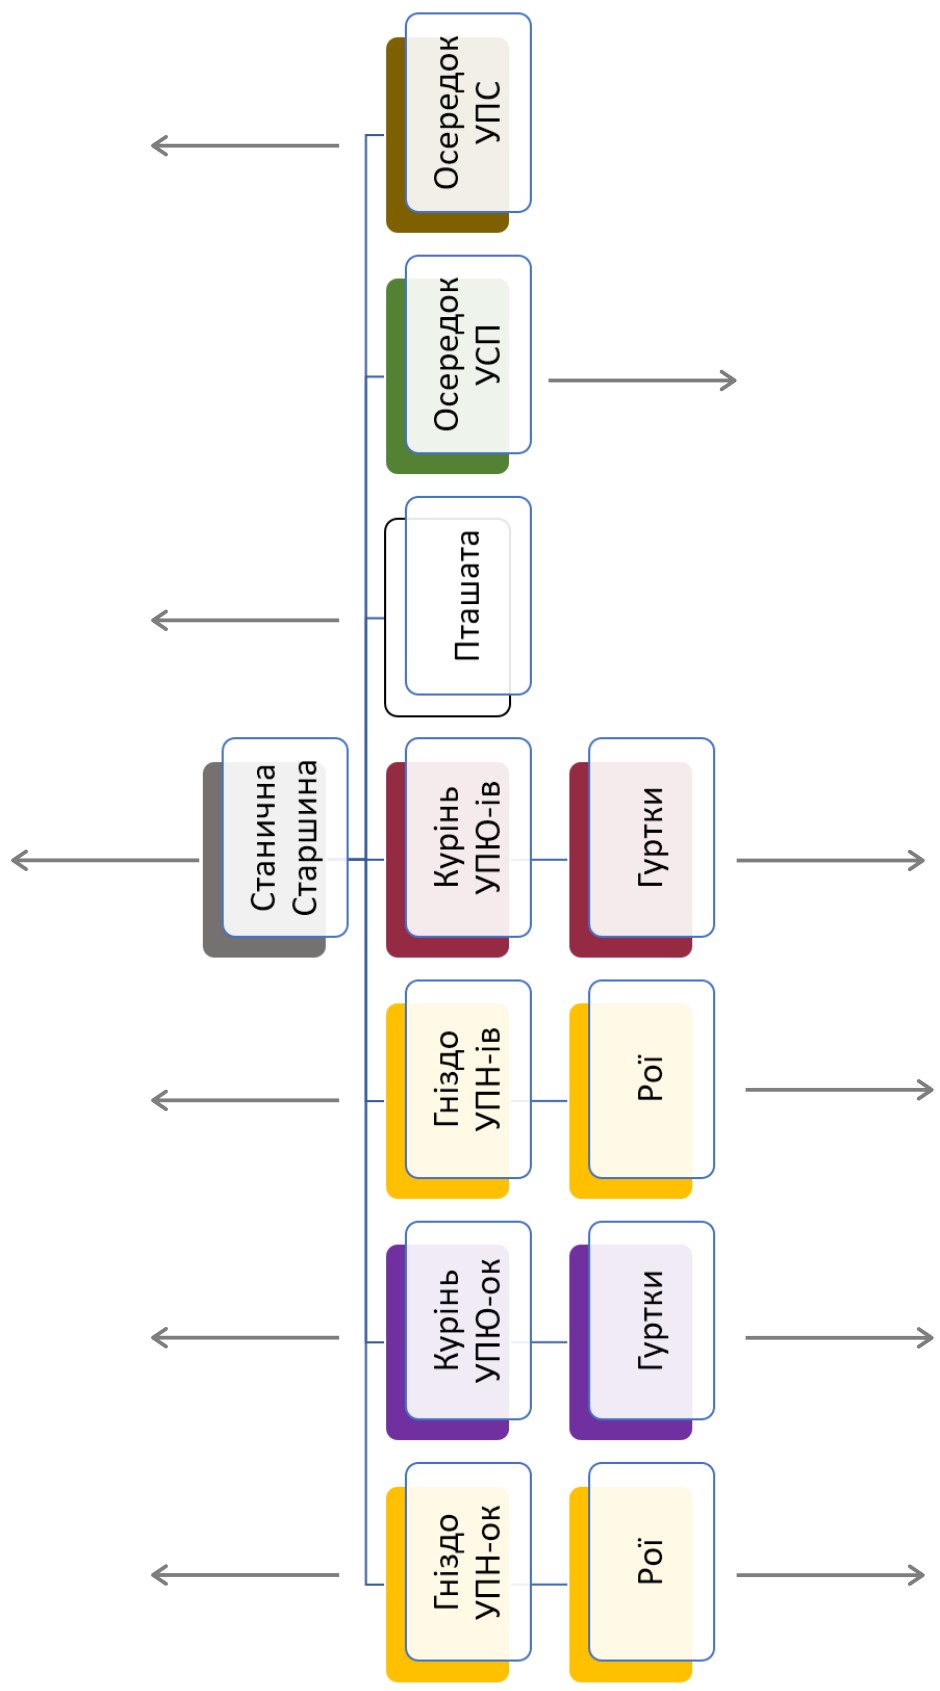 Станична
Старшина
Гніздо
УПН-ок
Курінь
УПЮ-ок
Гніздо
УПН-ів
Курінь
УПЮ-ів
Пташата
Осередок
УСП
Осередок
УПС
Рої
Гуртки
Рої
Гуртки